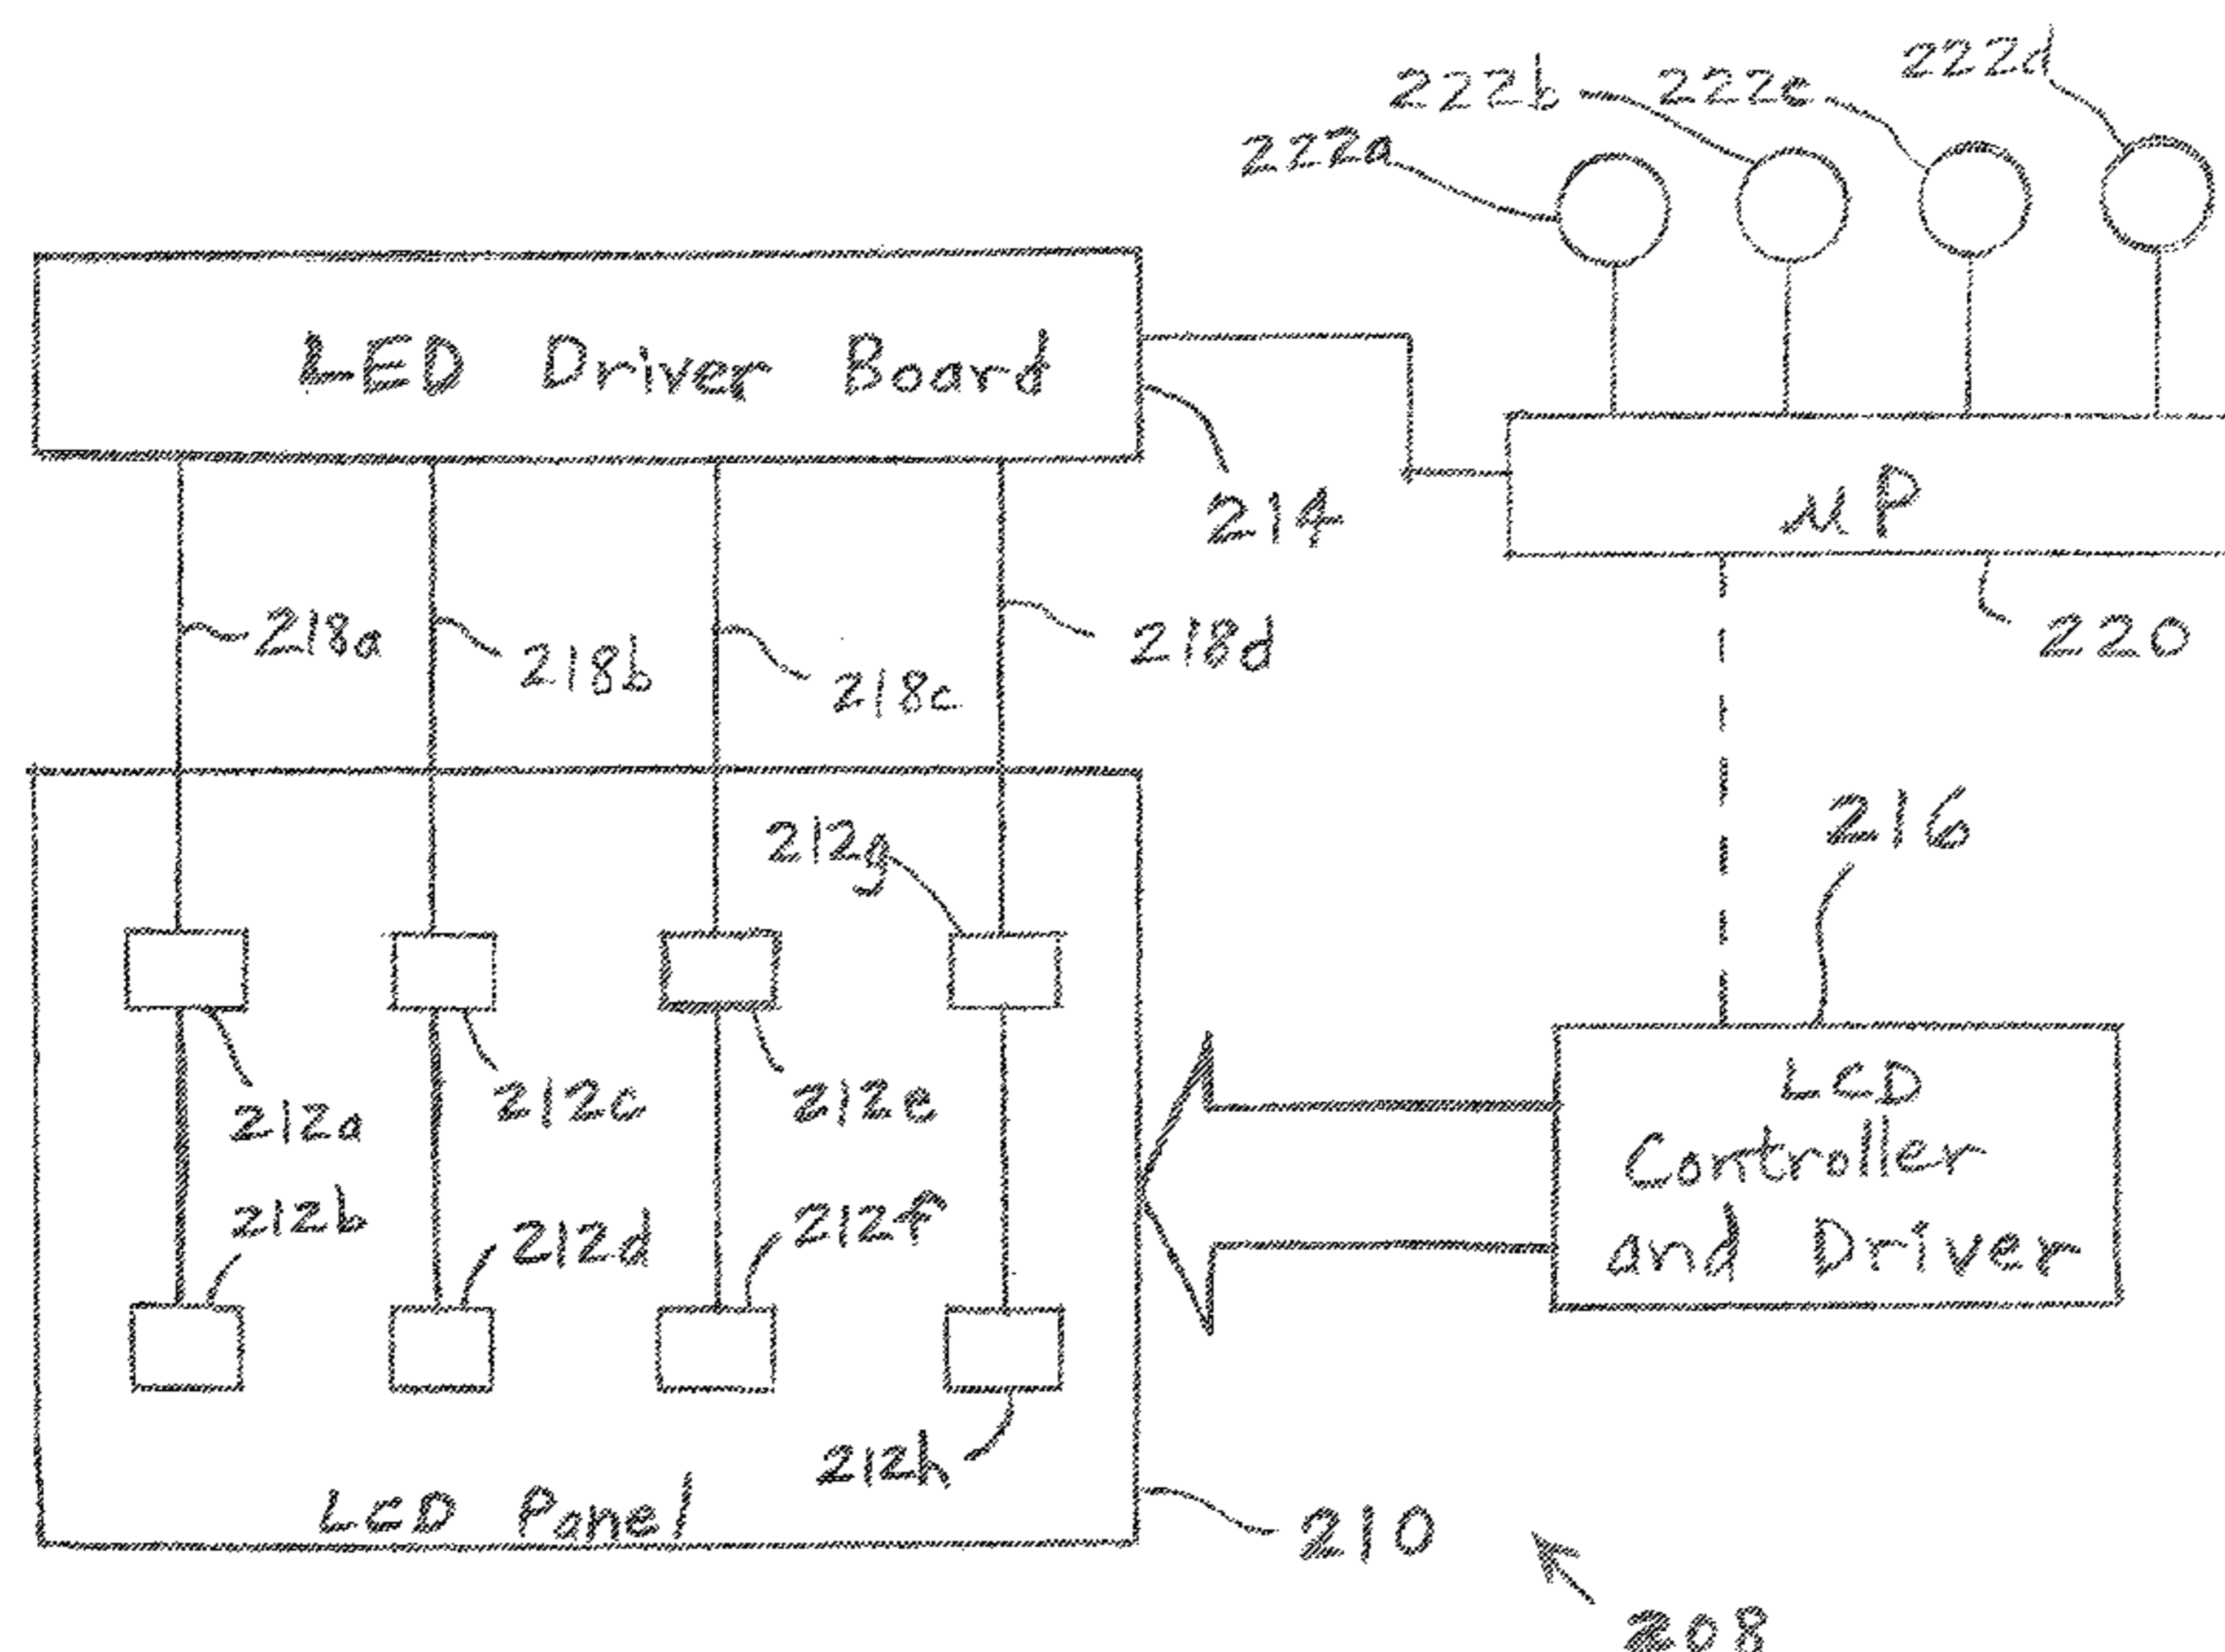 222d
222b 222c
222a
LED Driver Board
214
μP
218a
218b
218c
218d
220
216
212g
LCD
Controller
and Driver
212a
212c
212e
212b
212d
212f
212h
LCD Panel
210
208